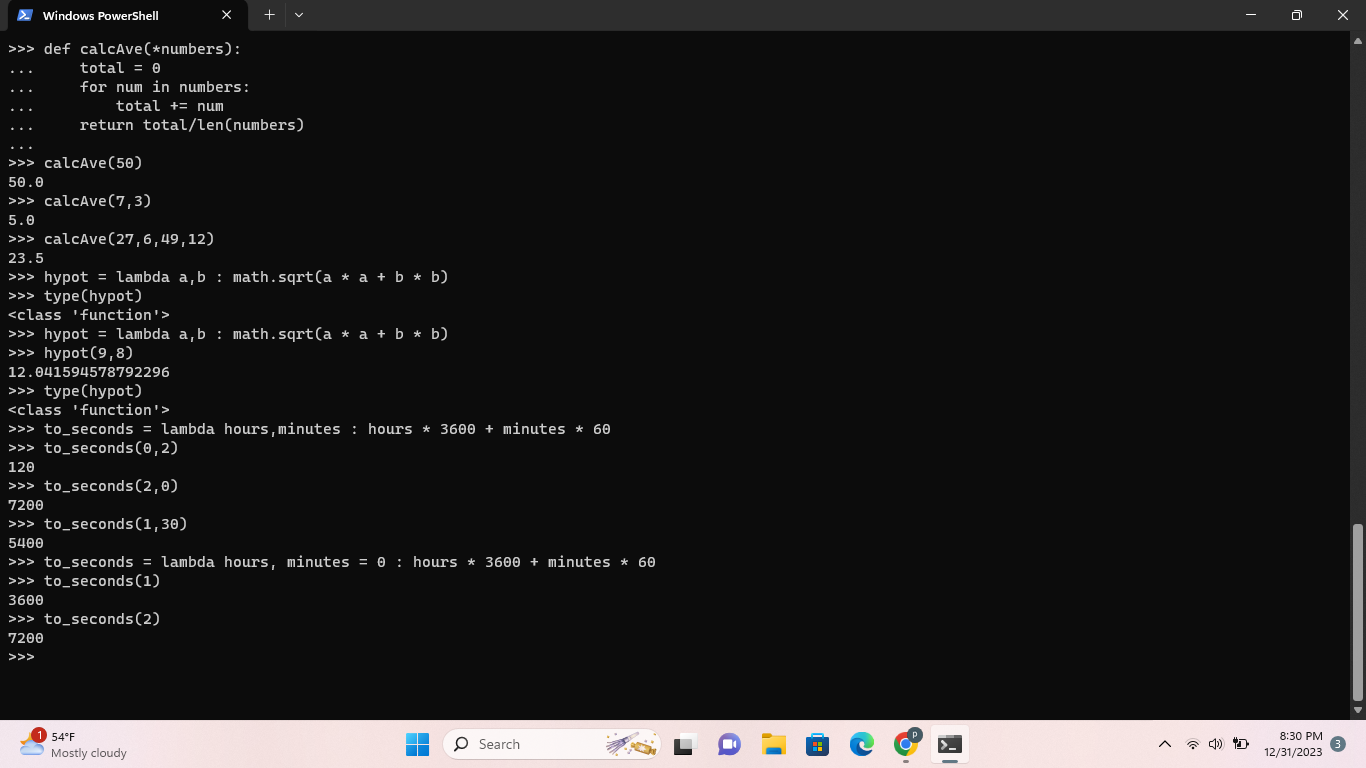 Windows PowerShell
>>> def calcAve(*numbers):
...     total = 0
...     for num in numbers:
...         total += num
...     return total/len(numbers)
...
>>> calcAve(50)
50.0
>>> calcAve(7,3)
5.0
>>> calcAve(27,6,49,12)
23.5
>>> hypot = lambda a,b : math.sqrt(a * a + b * b)
>>> type(hypot)
<class 'function'>
>>> hypot = lambda a,b : math.sqrt(a * a + b * b)
>>> hypot(9,8)
12.041594578792296
>>> type(hypot)
<class 'function'>
>>> to_seconds = lambda hours,minutes : hours * 3600 + minutes * 60
>>> to_seconds(0,2)
120
>>> to_seconds(2,0)
7200
>>> to_seconds(1,30)
5400
>>> to_seconds = lambda hours, minutes = 0 : hours * 3600 + minutes * 60
>>> to_seconds(1)
3600
>>> to_seconds(2)
7200
>>>
1
54°F
Mostly cloudy
Search
P
8:30 PM
12/31/2023
3